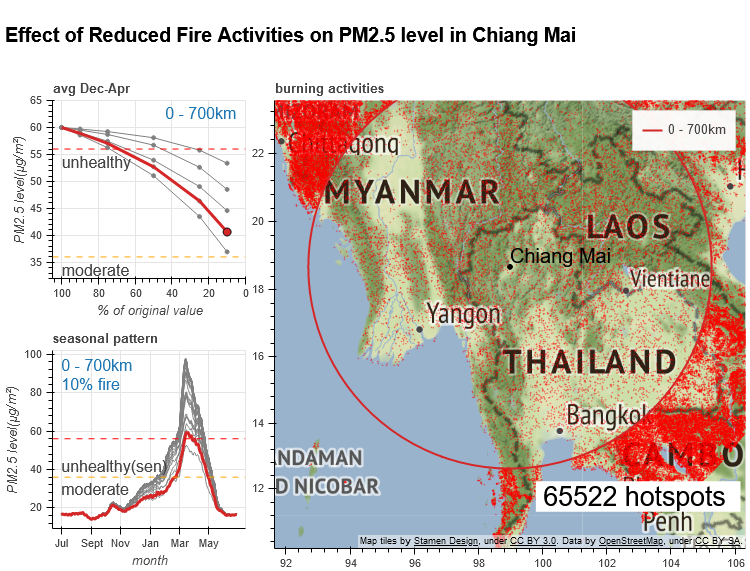 Effect of Reduced Fire Activities on PM2.5 level in Chiang Mai
avg Dec-Apr
65
60
55
50
45
40
35
PM2.5 level(μg/m²)
0 - 700km
unhealthy
moderate
100
80
60
40
20
0
% of original value
seasonal pattern
100
80
60
40
20
PM2.5 level(μg/m²)
0 - 700km
10% fire
unhealthy(sen)
moderate
Jul
Sept
Nov
Jan
Mar
May
month
burning activities
22
20
18
16
14
12
0 - 700km
Chittagong
MYANMAR
LAOS
Chiang Mai
Vientiane
Yangon
THAILAND
Bangkok
CAMBO
NDAMAN
D NICOBAR
65522 hotspots
Penh
Map tiles by Stamen Design, under CC BY 3.0. Data by OpenStreetMap, under CC BY SA.
92
94
96
98
100
102
104
106